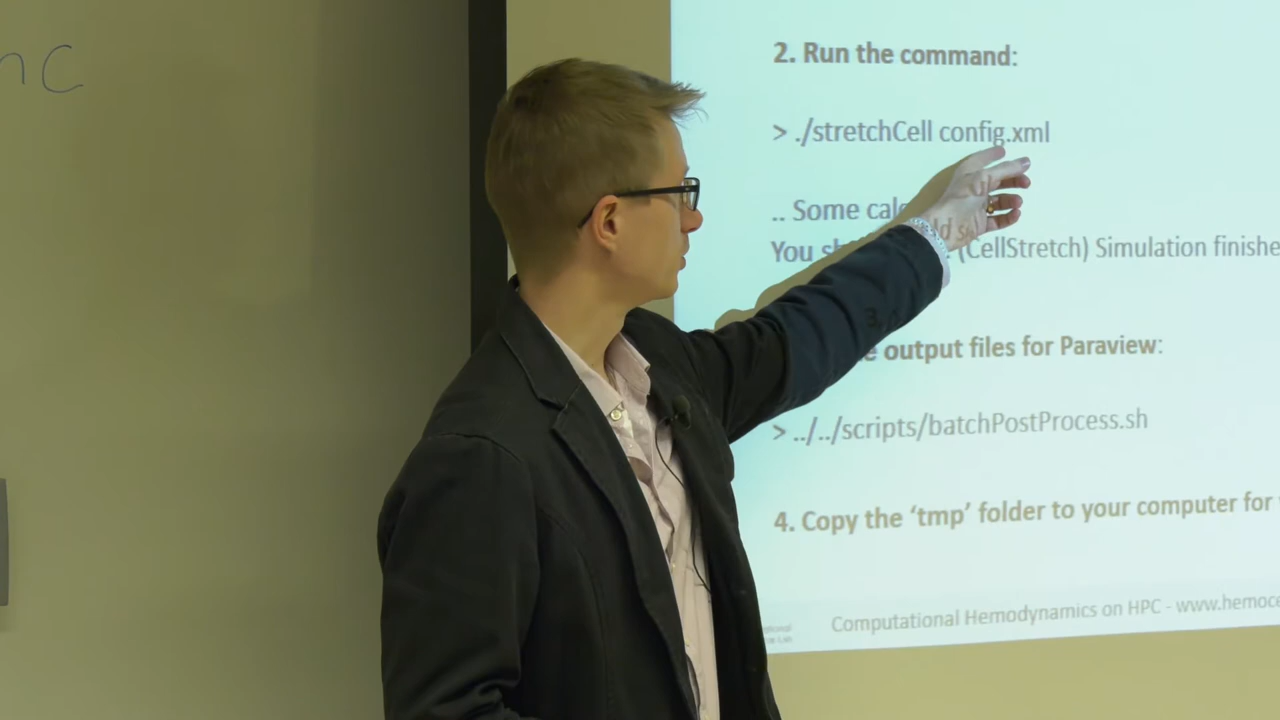 nc
2. Run the command:
> ./stretchCell config.xml
.. Some calc
You sh (CellStretch) Simulation finishe
output files for Paraview:
> ../../scripts/batchPostProcess.sh
4. Copy the ‘tmp’ folder to your computer for
Computational Hemodynamics on HPC - www.hemoce